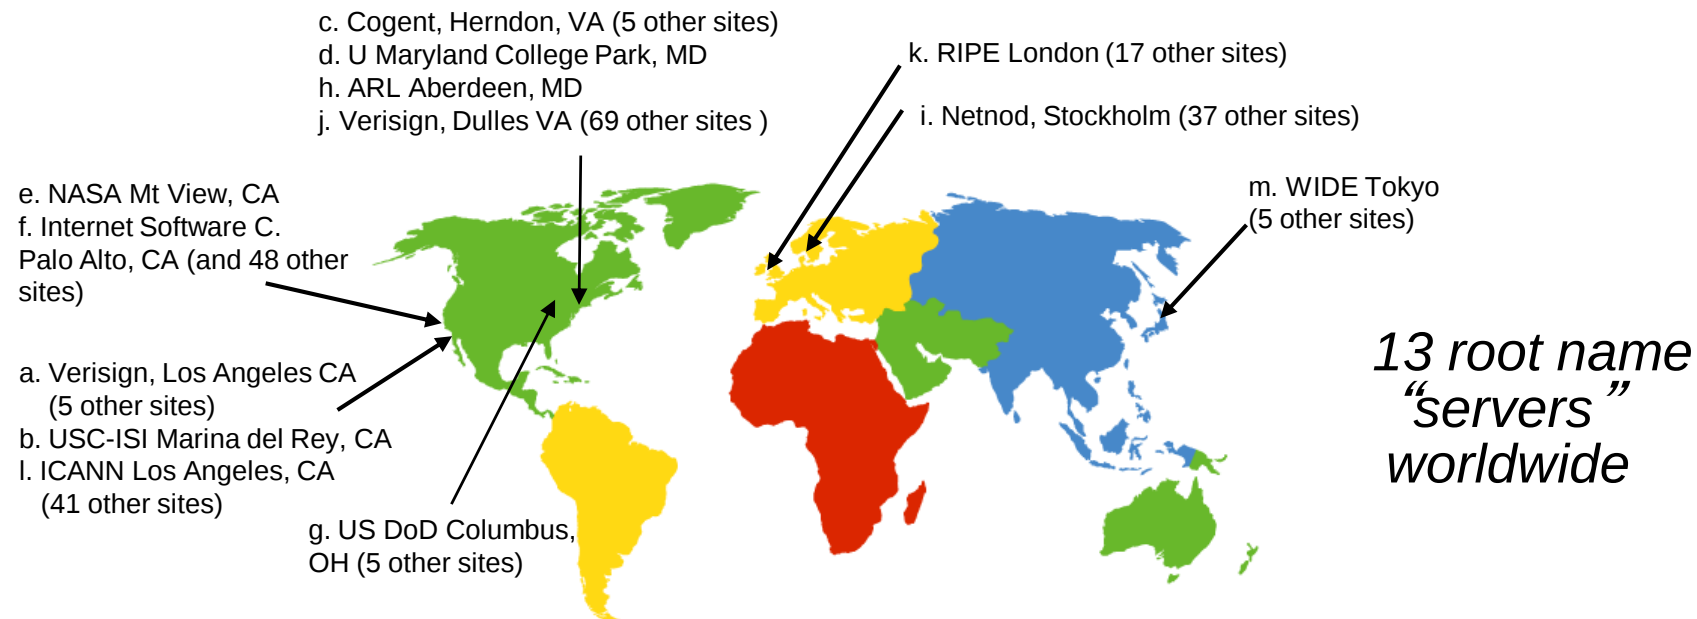 c. Cogent, Herndon, VA (5 other sites)
d. U Maryland College Park, MD
h. ARL Aberdeen, MD
j. Verisign, Dulles VA (69 other sites )
k. RIPE London (17 other sites)
i. Netnod, Stockholm (37 other sites)
m. WIDE Tokyo
(5 other sites)
e. NASA Mt View, CA
f. Internet Software C.
Palo Alto, CA (and 48 other
sites)
a. Verisign, Los Angeles CA
(5 other sites)
b. USC-ISI Marina del Rey, CA
l. ICANN Los Angeles, CA
(41 other sites)
g. US DoD Columbus,
OH (5 other sites)
13 root name
“servers”
worldwide